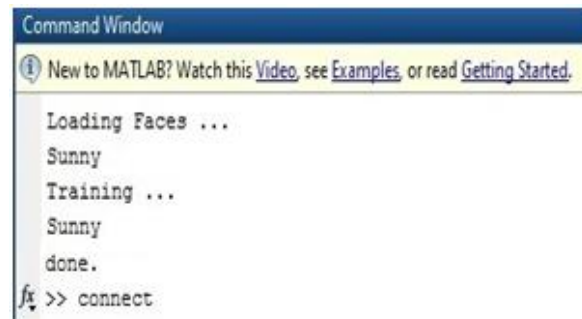 Command Window
New to MATLAB? Watch this Video, see Examples, or read Getting Started.
Loading Faces ...
Sunny
Training ...
Sunny
done.
fx >> connect